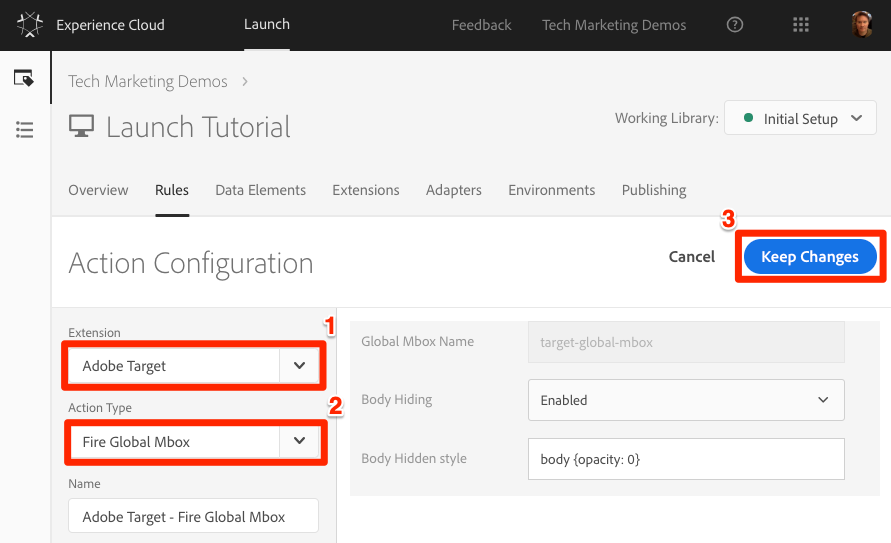 Experience Cloud Launch Feedback Tech Marketing Demos ?
Tech Marketing Demos >
Launch Tutorial
Working Library: Initial Setup
Overview Rules Data Elements Extensions Adapters Environments Publishing
3
Action Configuration Cancel Keep Changes
1
Extension
Adobe Target
2
Action Type
Fire Global Mbox
Name
Adobe Target - Fire Global Mbox
Global Mbox Name target-global-mbox
Body Hiding Enabled
Body Hidden style body {opacity: 0}